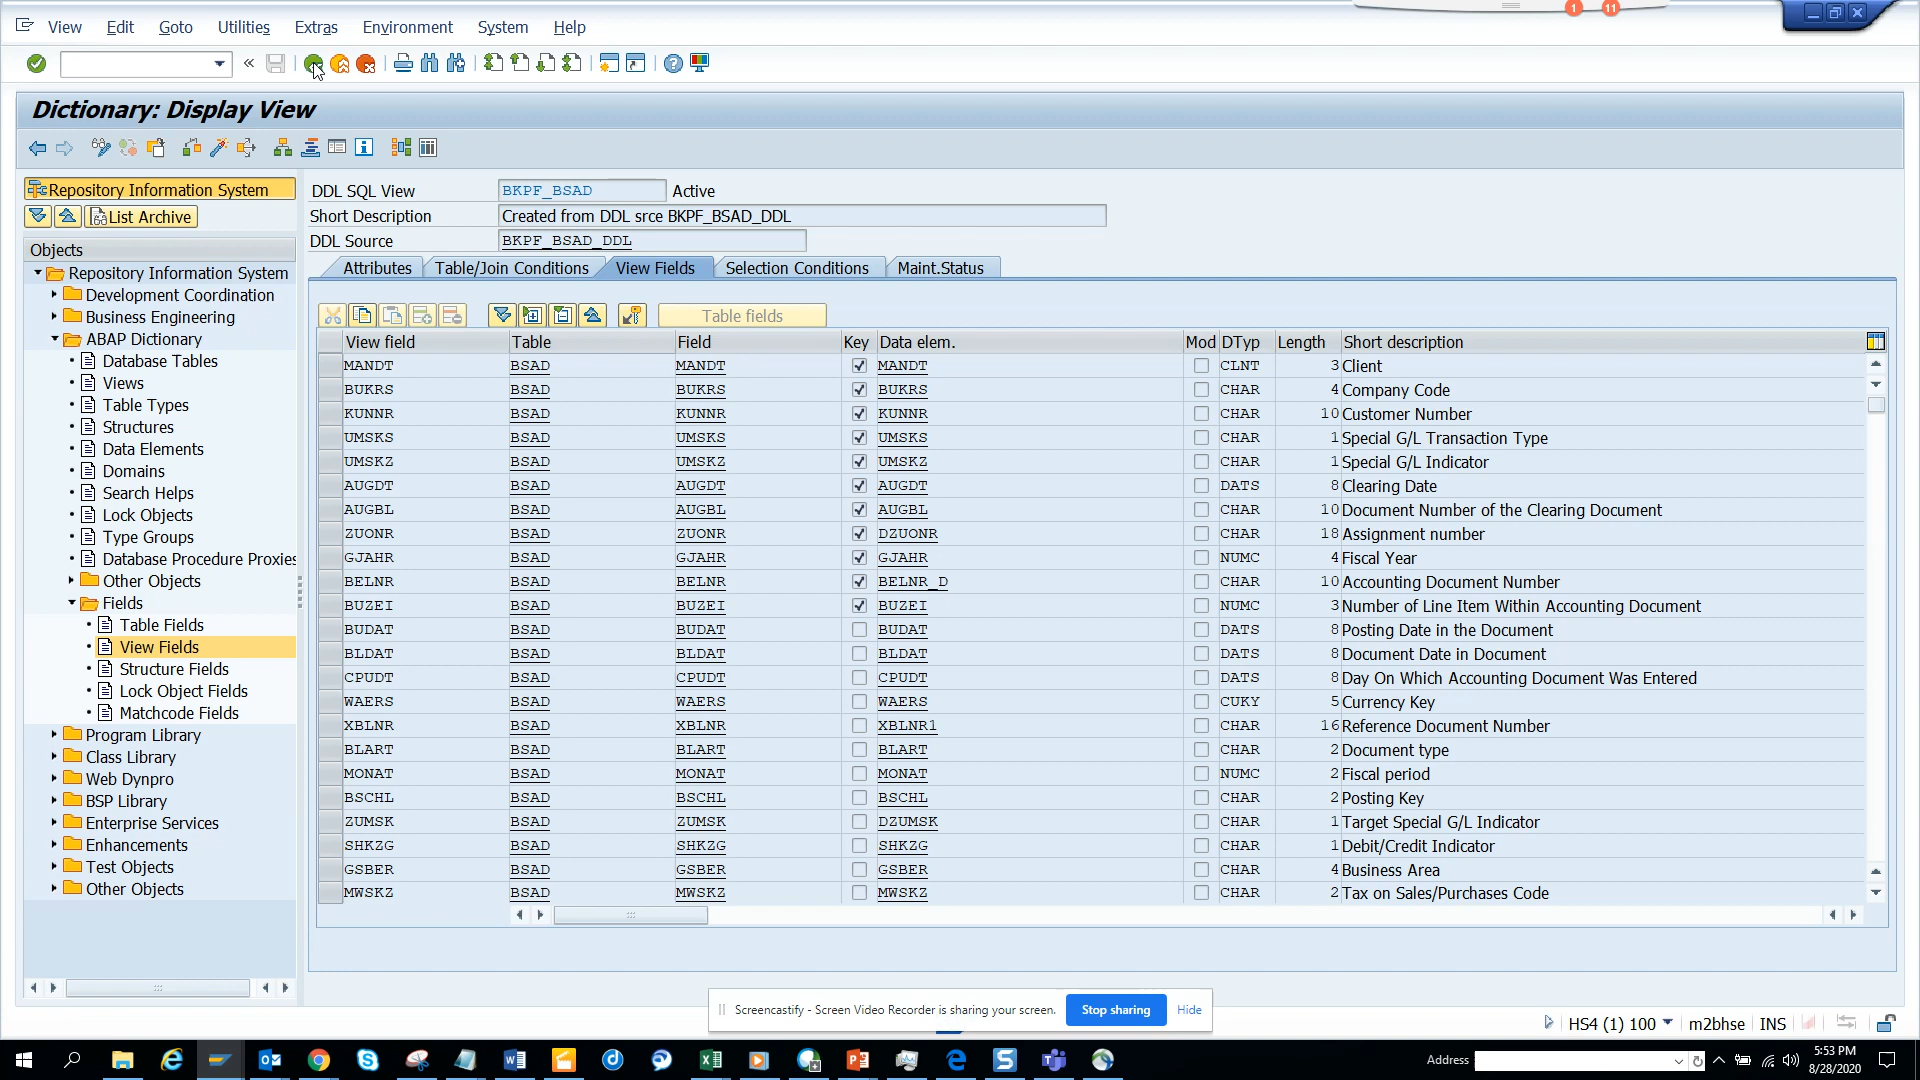 View Edit Goto Utilities Extras Environment System Help
1 11
Dictionary: Display View
Repository Information System
List Archive
Objects
Repository Information System
Development Coordination
Business Engineering
ABAP Dictionary
Database Tables
Views
Table Types
Structures
Data Elements
Domains
Search Helps
Lock Objects
Type Groups
Database Procedure Proxies
Other Objects
Fields
Table Fields
View Fields
Structure Fields
Lock Object Fields
Matchcode Fields
Program Library
Class Library
Web Dynpro
BSP Library
Enterprise Services
Enhancements
Test Objects
Other Objects
DDL SQL View BKPF_BSAD Active
Short Description Created from DDL srce BKPF_BSAD_DDL
DDL Source BKPF_BSAD_DDL
Attributes Table/Join Conditions View Fields Selection Conditions Maint.Status
Table fields
View field Table Field Key Data elem. Mod DTyp Length Short description
MANDT BSAD MANDT MANDT CLNT 3 Client
BUKRS BSAD BUKRS BUKRS CHAR 4 Company Code
KUNNR BSAD KUNNR KUNNR CHAR 10 Customer Number
UMSKS BSAD UMSKS UMSKS CHAR 1 Special G/L Transaction Type
UMSKZ BSAD UMSKZ UMSKZ CHAR 1 Special G/L Indicator
AUGDT BSAD AUGDT AUGDT DATS 8 Clearing Date
AUGBL BSAD AUGBL AUGBL CHAR 10 Document Number of the Clearing Document
ZUONR BSAD ZUONR DZUONR CHAR 18 Assignment number
GJAHR BSAD GJAHR GJAHR NUMC 4 Fiscal Year
BELNR BSAD BELNR BELNR_D CHAR 10 Accounting Document Number
BUZEI BSAD BUZEI BUZEI NUMC 3 Number of Line Item Within Accounting Document
BUDAT BSAD BUDAT BUDAT DATS 8 Posting Date in the Document
BLDAT BSAD BLDAT BLDAT DATS 8 Document Date in Document
CPUDT BSAD CPUDT CPUDT DATS 8 Day On Which Accounting Document Was Entered
WAERS BSAD WAERS WAERS CUKY 5 Currency Key
XBLNR BSAD XBLNR XBLNR1 CHAR 16 Reference Document Number
BLART BSAD BLART BLART CHAR 2 Document type
MONAT BSAD MONAT MONAT NUMC 2 Fiscal period
BSCHL BSAD BSCHL BSCHL CHAR 2 Posting Key
ZUMSK BSAD ZUMSK DZUMSK CHAR 1 Target Special G/L Indicator
SHKZG BSAD SHKZG SHKZG CHAR 1 Debit/Credit Indicator
GSBER BSAD GSBER GSBER CHAR 4 Business Area
MWSKZ BSAD MWSKZ MWSKZ CHAR 2 Tax on Sales/Purchases Code
Screencastify - Screen Video Recorder is sharing your screen. Stop sharing Hide
HS4 (1) 100 m2bhse INS
Address
5:53 PM
8/28/2020